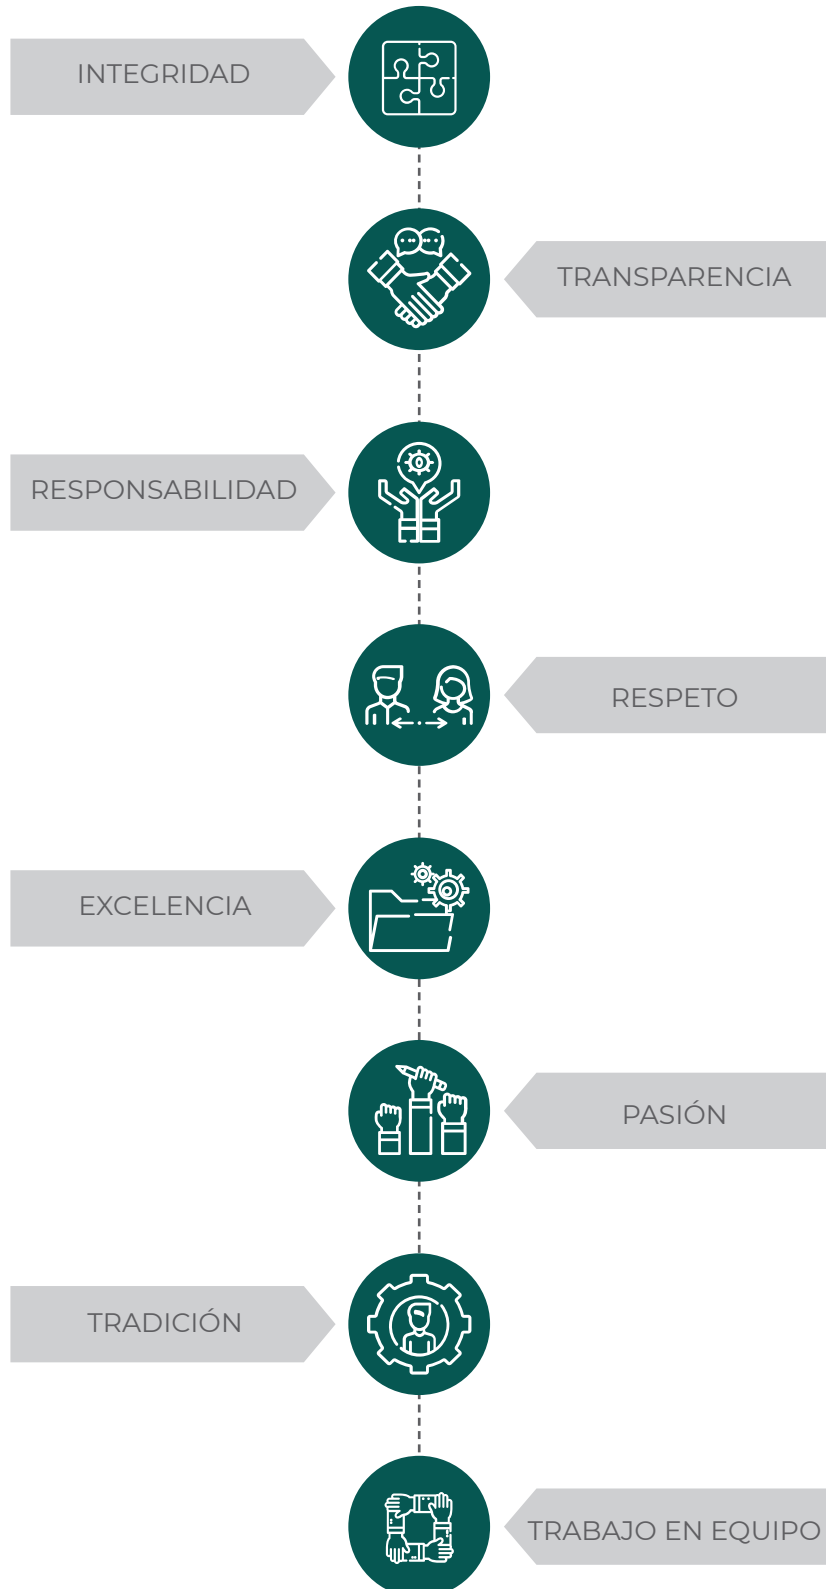 INTEGRIDAD
TRANSPARENCIA
RESPONSABILIDAD
RESPETO
EXCELENCIA
PASIÓN
TRADICIÓN
TRABAJO EN EQUIPO